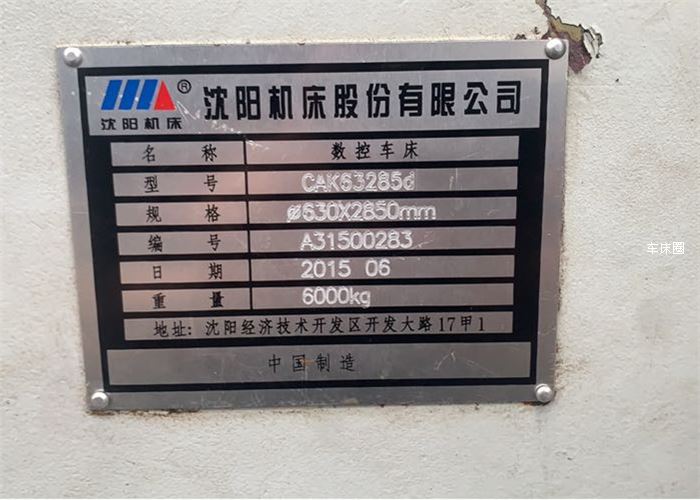 沈阳机床® 沈阳机床股份有限公司
名 称 数控车床
型 号 CAK63285d
规 格 ø630X2850mm
编 号 A31500283
日 期 2015 06
重 量 6000kg
地址: 沈阳经济技术开发区开发大路17甲1
中国制造
车床圈